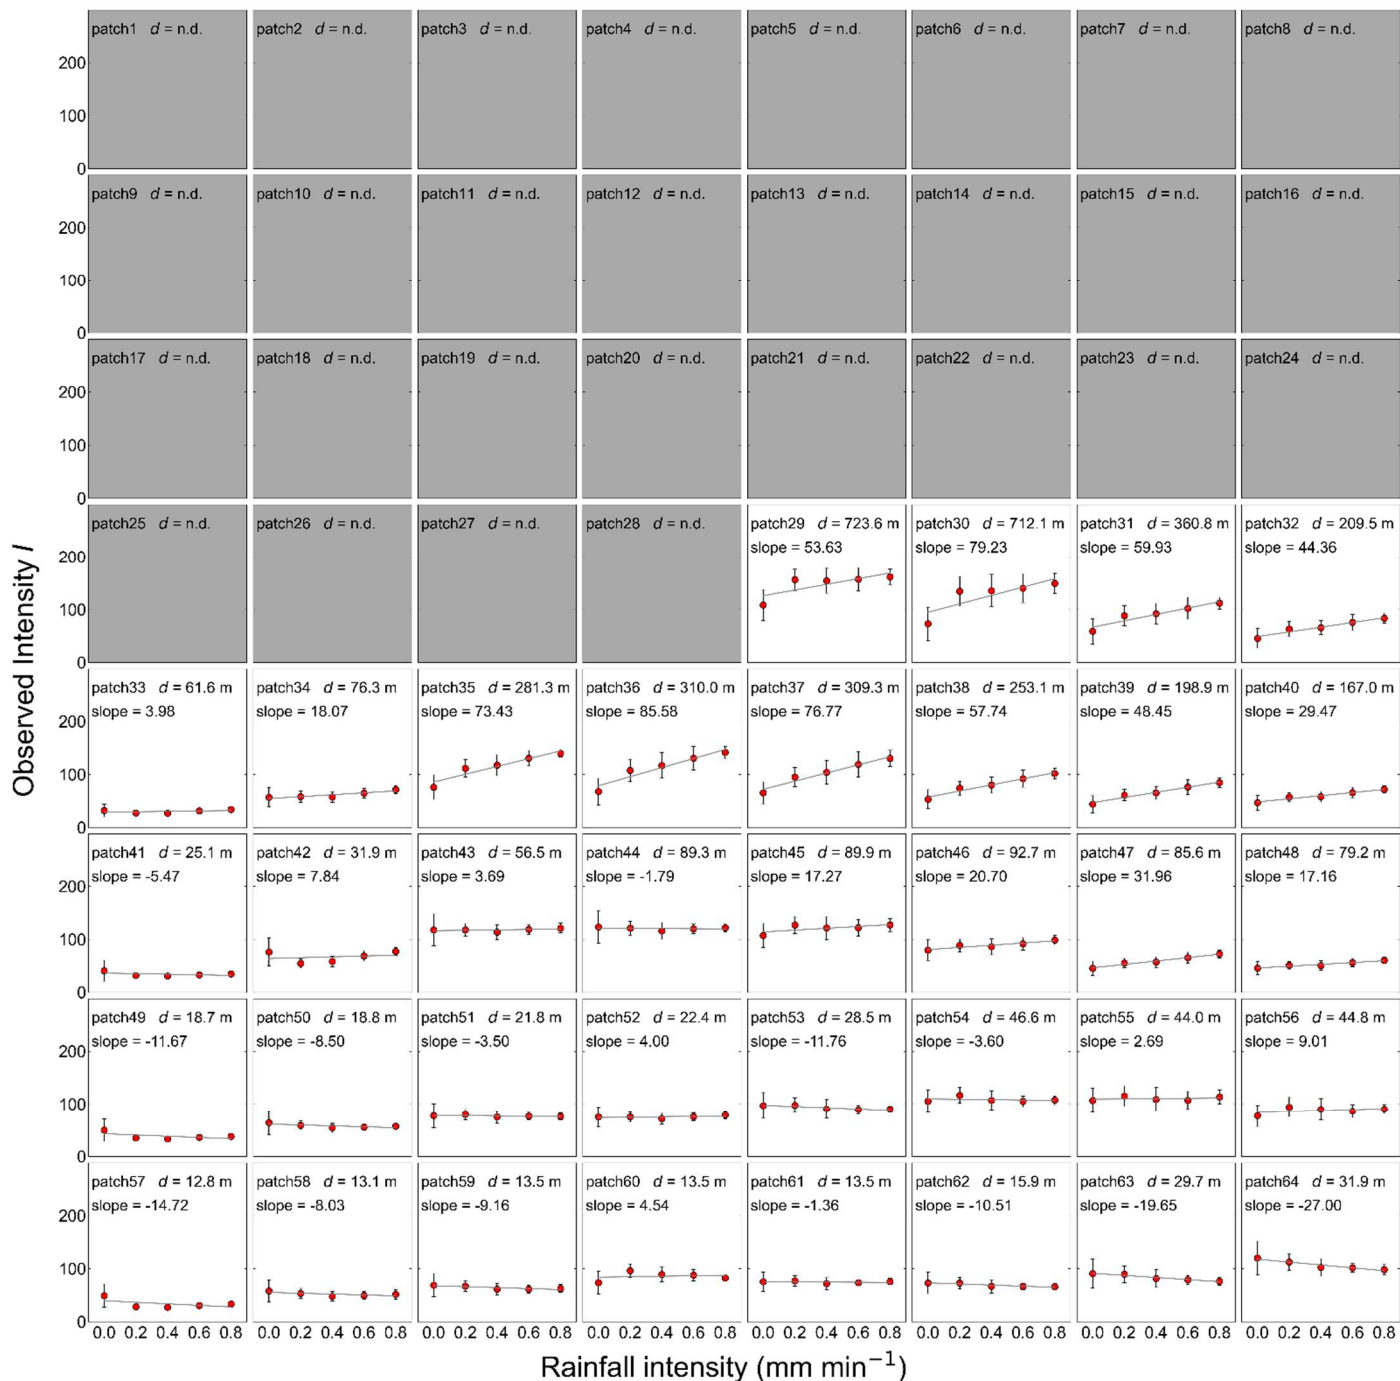 patch1 d = n.d. patch2 d = n.d. patch3 d = n.d. patch4 d = n.d. patch5 d = n.d. patch6 d = n.d. patch7 d = n.d. patch8 d = n.d.
200
100
0
patch9 d = n.d. patch10 d = n.d. patch11 d = n.d. patch12 d = n.d. patch13 d = n.d. patch14 d = n.d. patch15 d = n.d. patch16 d = n.d.
200
100
0
patch17 d = n.d. patch18 d = n.d. patch19 d = n.d. patch20 d = n.d. patch21 d = n.d. patch22 d = n.d. patch23 d = n.d. patch24 d = n.d.
200
100
0
patch25 d = n.d. patch26 d = n.d. patch27 d = n.d. patch28 d = n.d. patch29 d = 723.6 m patch30 d = 712.1 m patch31 d = 360.8 m patch32 d = 209.5 m
slope = 53.63 slope = 79.23 slope = 59.93 slope = 44.36
200
100
0
Observed Intensity I
patch33 d = 61.6 m patch34 d = 76.3 m patch35 d = 281.3 m patch36 d = 310.0 m patch37 d = 309.3 m patch38 d = 253.1 m patch39 d = 198.9 m patch40 d = 167.0 m
slope = 3.98 slope = 18.07 slope = 73.43 slope = 85.58 slope = 76.77 slope = 57.74 slope = 48.45 slope = 29.47
200
100
0
patch41 d = 25.1 m patch42 d = 31.9 m patch43 d = 56.5 m patch44 d = 89.3 m patch45 d = 89.9 m patch46 d = 92.7 m patch47 d = 85.6 m patch48 d = 79.2 m
slope = -5.47 slope = 7.84 slope = 3.69 slope = -1.79 slope = 17.27 slope = 20.70 slope = 31.96 slope = 17.16
200
100
0
patch49 d = 18.7 m patch50 d = 18.8 m patch51 d = 21.8 m patch52 d = 22.4 m patch53 d = 28.5 m patch54 d = 46.6 m patch55 d = 44.0 m patch56 d = 44.8 m
slope = -11.67 slope = -8.50 slope = -3.50 slope = 4.00 slope = -11.76 slope = -3.60 slope = 2.69 slope = 9.01
200
100
0
patch57 d = 12.8 m patch58 d = 13.1 m patch59 d = 13.5 m patch60 d = 13.5 m patch61 d = 13.5 m patch62 d = 15.9 m patch63 d = 29.7 m patch64 d = 31.9 m
slope = -14.72 slope = -8.03 slope = -9.16 slope = 4.54 slope = -1.36 slope = -10.51 slope = -19.65 slope = -27.00
200
100
0
0.0 0.2 0.4 0.6 0.8 0.0 0.2 0.4 0.6 0.8 0.0 0.2 0.4 0.6 0.8 0.0 0.2 0.4 0.6 0.8 0.0 0.2 0.4 0.6 0.8 0.0 0.2 0.4 0.6 0.8 0.0 0.2 0.4 0.6 0.8 0.0 0.2 0.4 0.6 0.8
Rainfall intensity (mm min⁻¹)